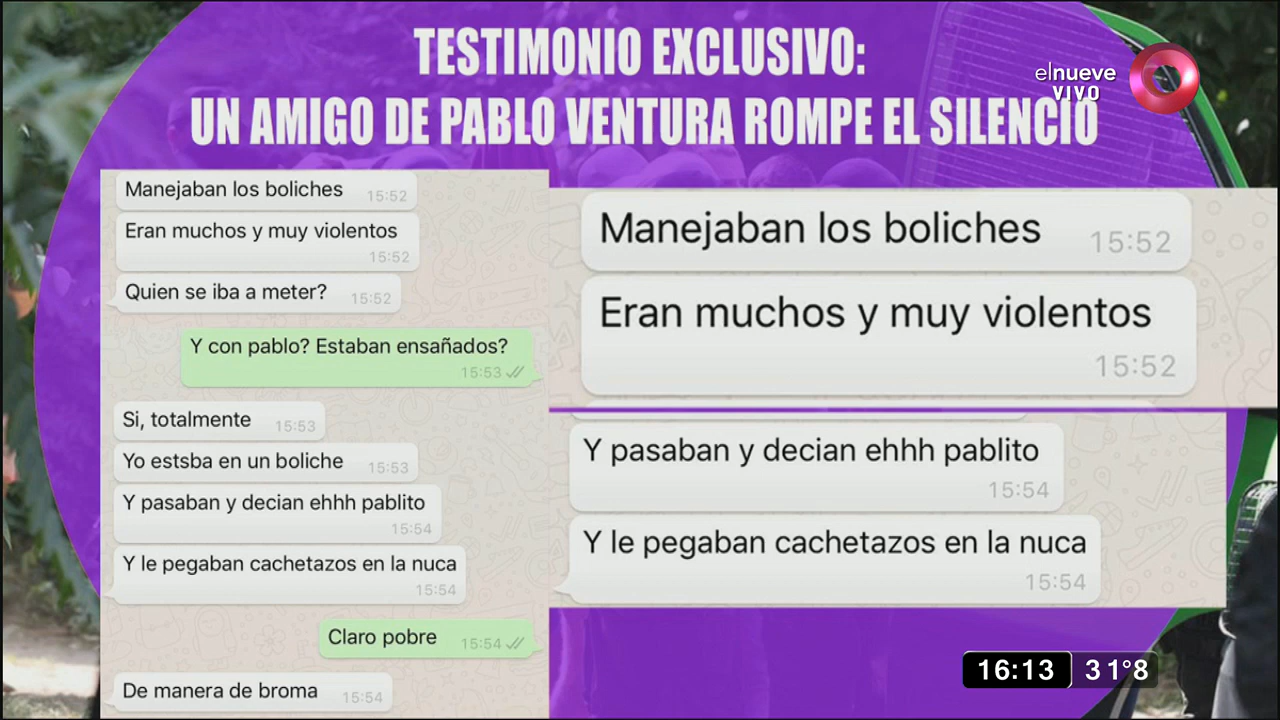 TESTIMONIO EXCLUSIVO:
UN AMIGO DE PABLO VENTURA ROMPE EL SILENCIO
elnueve
VIVO
Manejaban los boliches 15:52
Eran muchos y muy violentos
15:52
Quien se iba a meter? 15:52
Y con pablo? Estaban ensañados?
15:53
Si, totalmente 15:53
Yo estsba en un boliche 15:53
Y pasaban y decian ehhh pablito
15:54
Y le pegaban cachetazos en la nuca
15:54
Claro pobre 15:54
De manera de broma 15:54
Manejaban los boliches 15:52
Eran muchos y muy violentos
15:52
Y pasaban y decian ehhh pablito
15:54
Y le pegaban cachetazos en la nuca
15:54
16:13 31°8